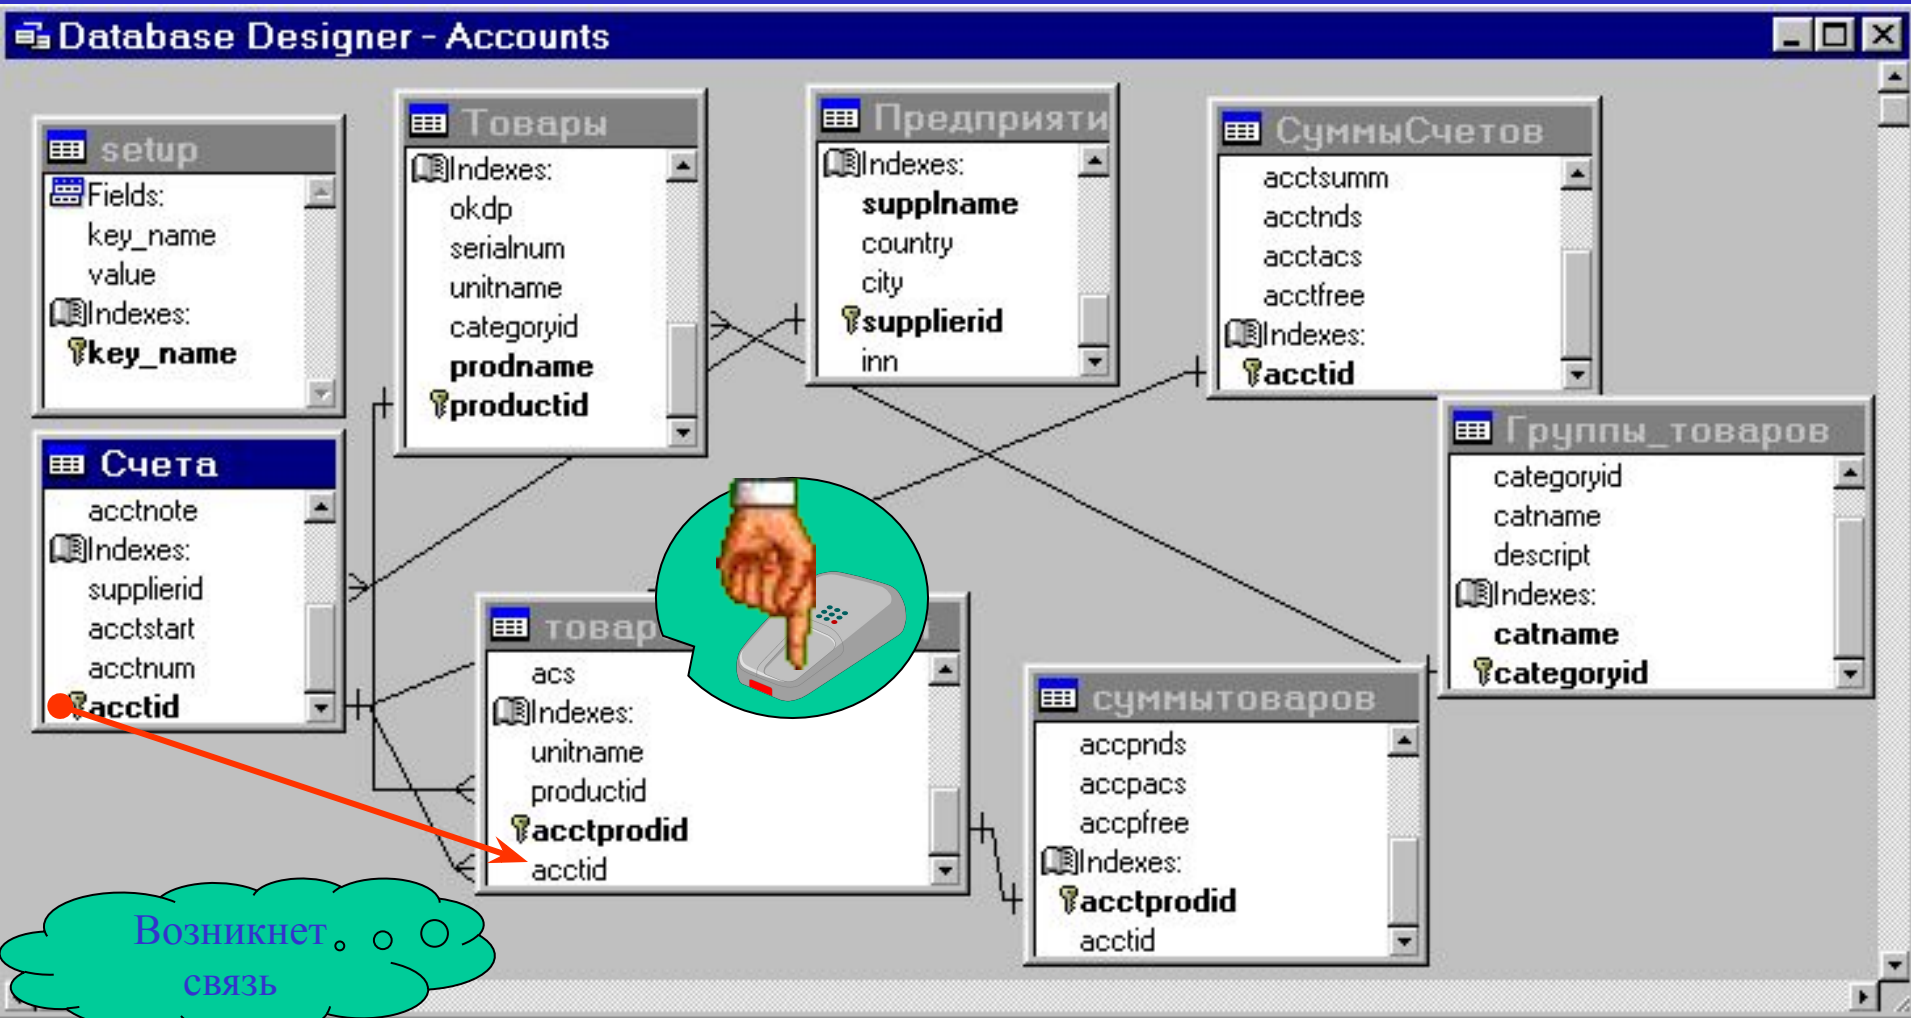 Database Designer - Accounts
setup
Fields:
key_name
value
Indexes:
key_name
Товары
Indexes:
okdp
serialnum
unitname
categoryid
prodname
productid
Предприяти
Indexes:
supplname
country
city
supplierid
inn
СуммыСчетов
acctsumm
acctnds
acctacs
acctfree
Indexes:
acctid
Группы_товаров
categoryid
catname
descript
Indexes:
catname
categoryid
Счета
acctnote
Indexes:
supplierid
acctstart
acctnum
acctid
товар
acs
Indexes:
unitname
productid
acctprodid
acctid
суммытоваров
accpnds
accpacs
accpfree
Indexes:
acctprodid
acctid
Возникнет
связь